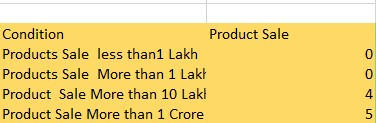 Condition Product Sale
Products Sale less than1 Lakh 0
Products Sale More than 1 Lakh 0
Product Sale More than 10 Lakh 4
Product Sale More than 1 Crore 5